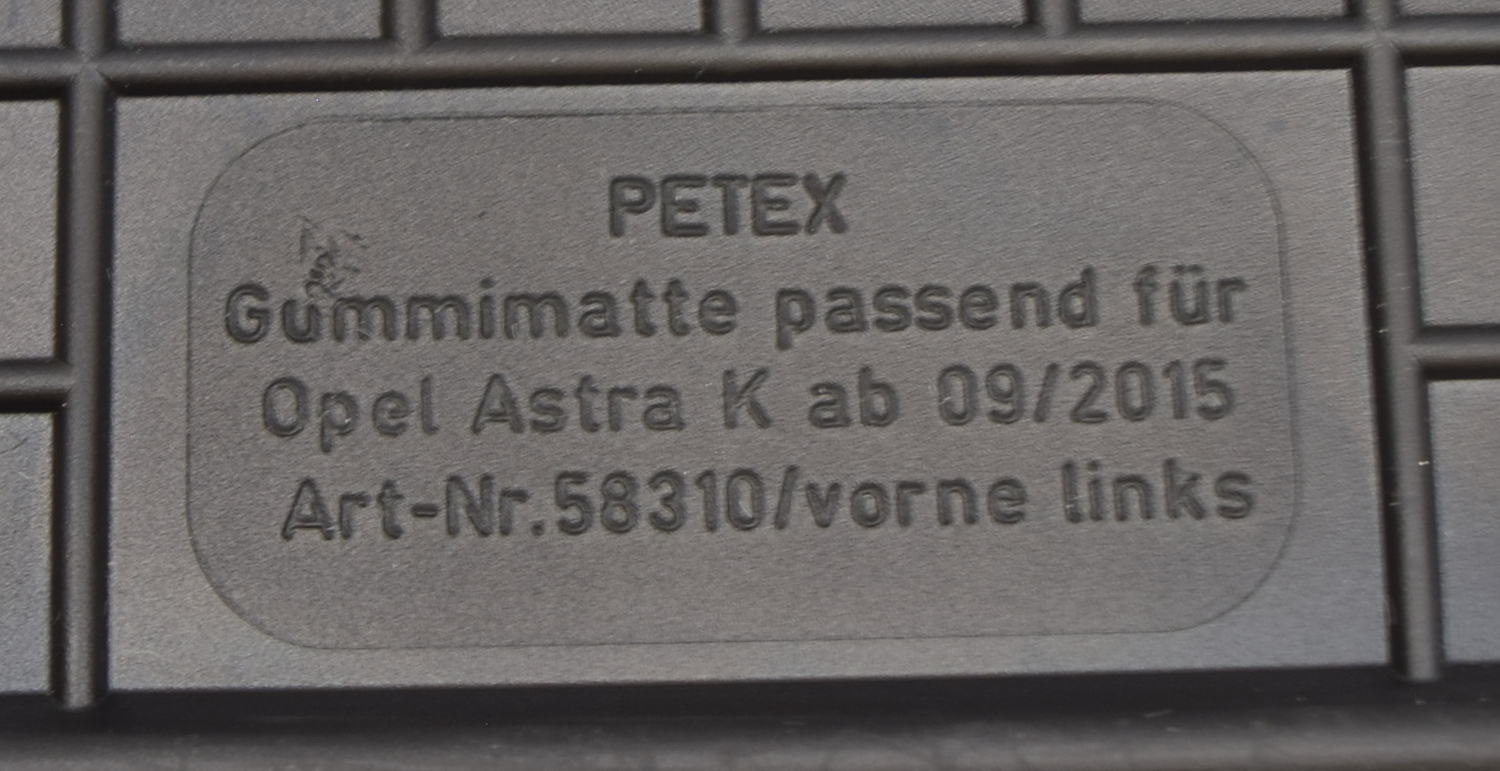 PETEX
Gummimatte passend für
Opel Astra K ab 09/2015
Art-Nr.58310/vorne links